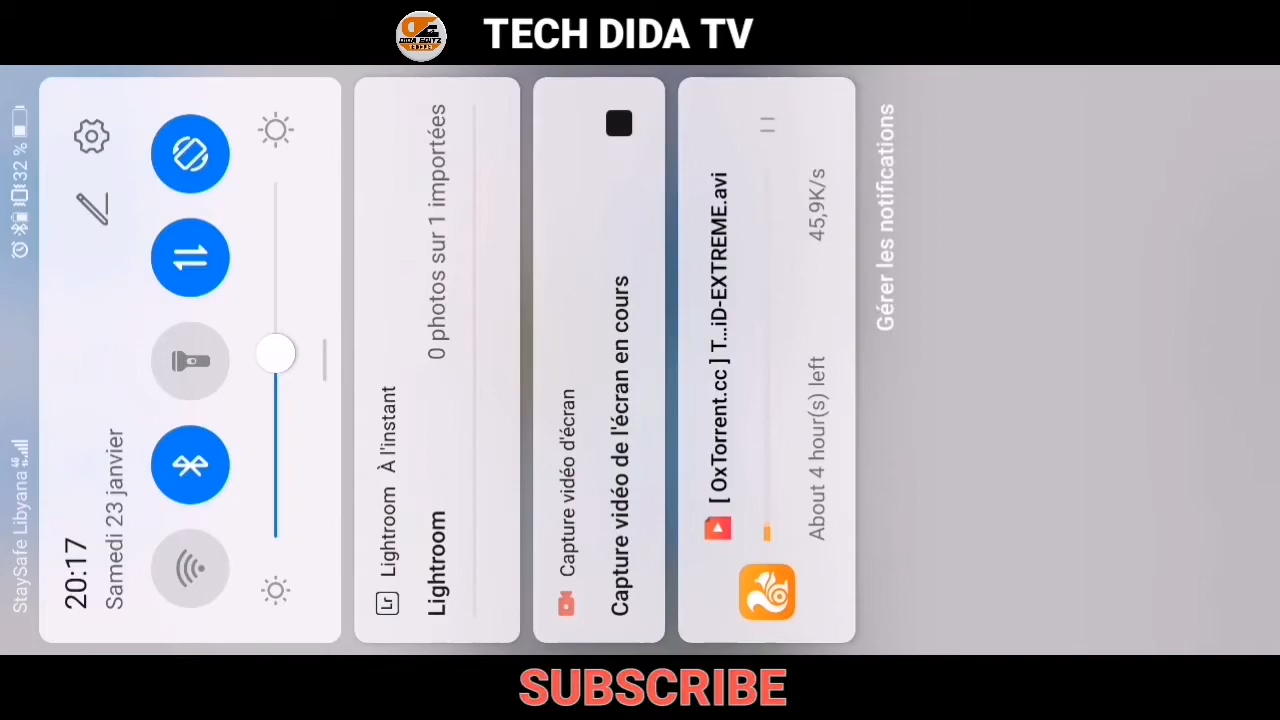 TECH DIDA TV
StaySafe Libyana 4G
32 %
20:17
Samedi 23 janvier
Lr Lightroom À l'instant
Lightroom
0 photos sur 1 importées
Capture vidéo d'écran
Capture vidéo de l'écran en cours
[ OxTorrent.cc ] T...iD-EXTREME.avi
About 4 hour(s) left
45,9K/s
Gérer les notifications
SUBSCRIBE